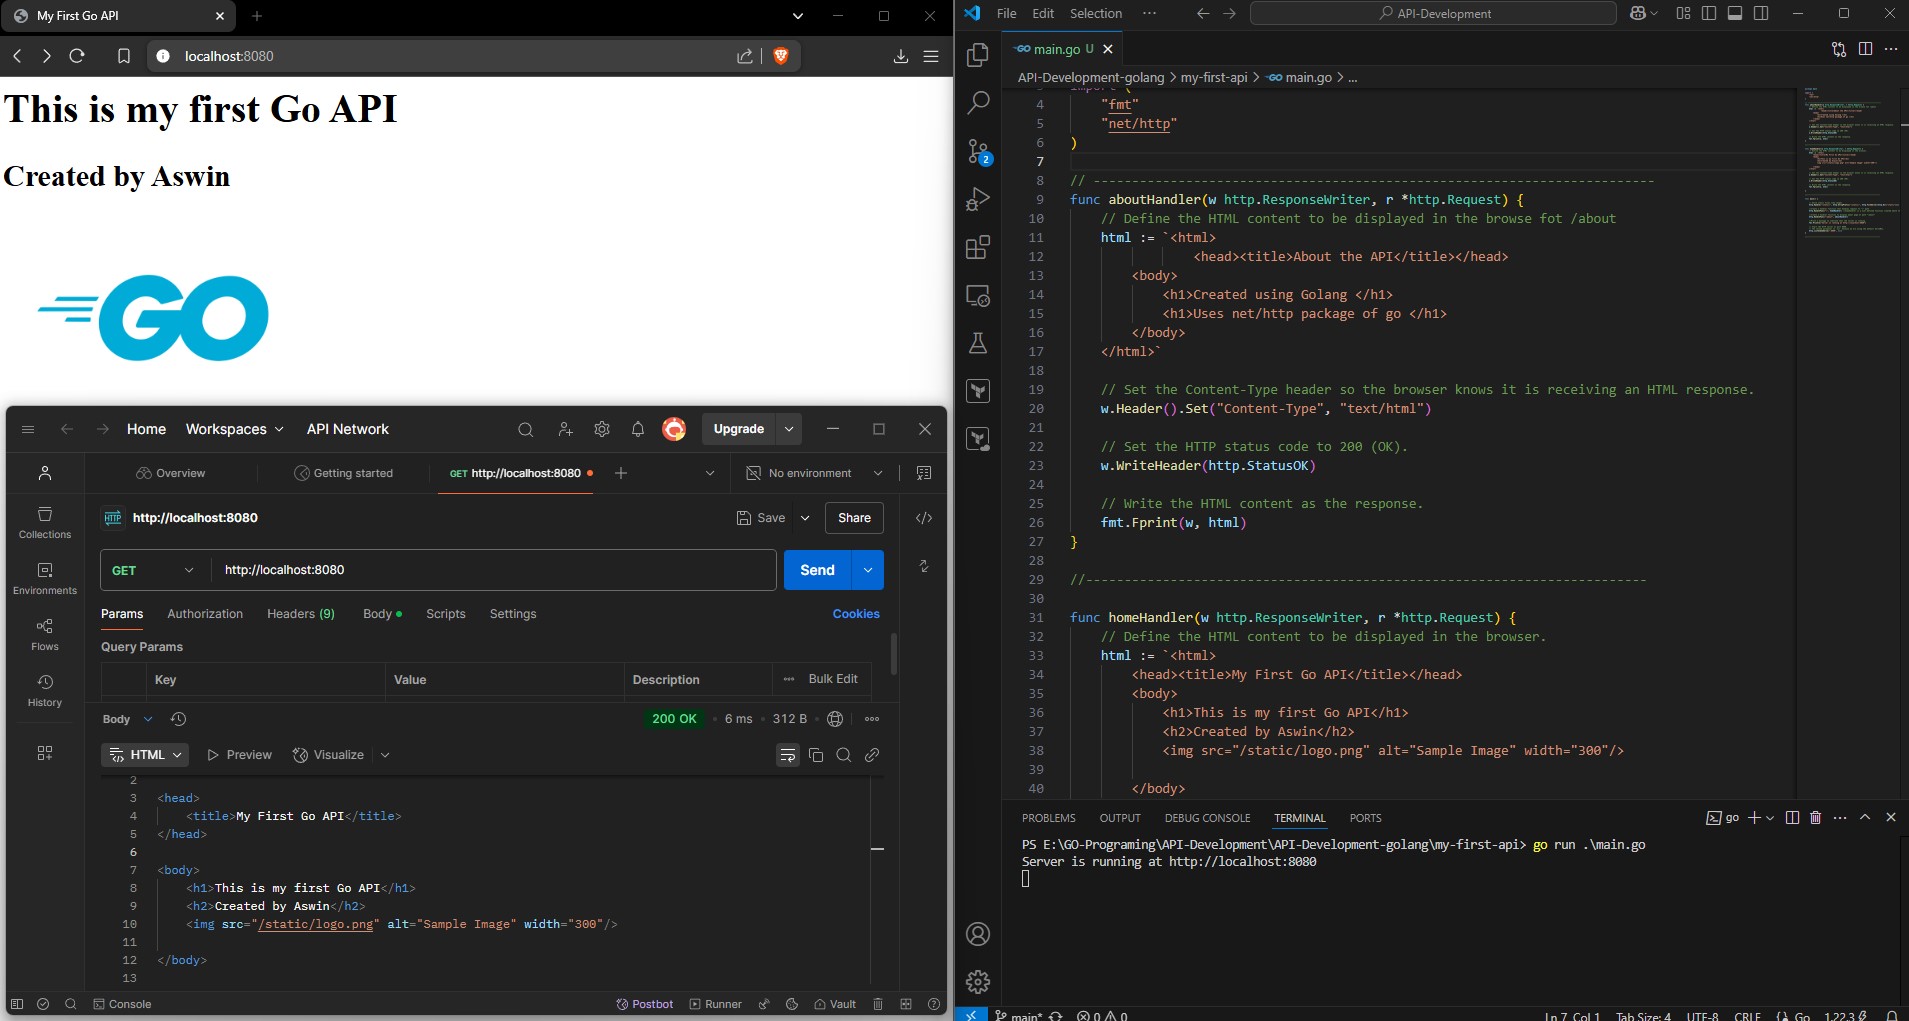 My First Go API
localhost:8080
This is my first Go API
Created by Aswin
GO
Home Workspaces API Network Upgrade
Overview Getting started GET http://localhost:8080 No environment
HTTP http://localhost:8080 Save Share
Collections
Environments
Flows
History
GET http://localhost:8080 Send
Params Authorization Headers (9) Body Scripts Settings Cookies
Query Params
Key Value Description Bulk Edit
Body 200 OK 6 ms 312 B
HTML Preview Visualize
2
3 <head>
4 <title>My First Go API</title>
5 </head>
6
7 <body>
8 <h1>This is my first Go API</h1>
9 <h2>Created by Aswin</h2>
10 <img src="/static/logo.png" alt="Sample Image" width="300"/>
11
12 </body>
13
Console Postbot Runner Vault
File Edit Selection API-Development
GO main.go U
API-Development-golang > my-first-api > GO main.go > ...
2
3 import (
4 "fmt"
5 "net/http"
6 )
7
8 // -------------------------------------------------------------------------
9 func aboutHandler(w http.ResponseWriter, r *http.Request) {
10 // Define the HTML content to be displayed in the browse fot /about
11 html := `<html>
12 <head><title>About the API</title></head>
13 <body>
14 <h1>Created using Golang </h1>
15 <h1>Uses net/http package of go </h1>
16 </body>
17 </html>`
18
19 // Set the Content-Type header so the browser knows it is receiving an HTML response.
20 w.Header().Set("Content-Type", "text/html")
21
22 // Set the HTTP status code to 200 (OK).
23 w.WriteHeader(http.StatusOK)
24
25 // Write the HTML content as the response.
26 fmt.Fprint(w, html)
27 }
28
29 //-------------------------------------------------------------------------
30
31 func homeHandler(w http.ResponseWriter, r *http.Request) {
32 // Define the HTML content to be displayed in the browser.
33 html := `<html>
34 <head><title>My First Go API</title></head>
35 <body>
36 <h1>This is my first Go API</h1>
37 <h2>Created by Aswin</h2>
38 <img src="/static/logo.png" alt="Sample Image" width="300"/>
39
40 </body>
PROBLEMS OUTPUT DEBUG CONSOLE TERMINAL PORTS go
PS E:\GO-Programing\API-Development\API-Development-golang\my-first-api> go run .\main.go
Server is running at http://localhost:8080
main* 0 0 Ln 7, Col 1 Tab Size: 4 UTF-8 CRLF Go 1.22.3